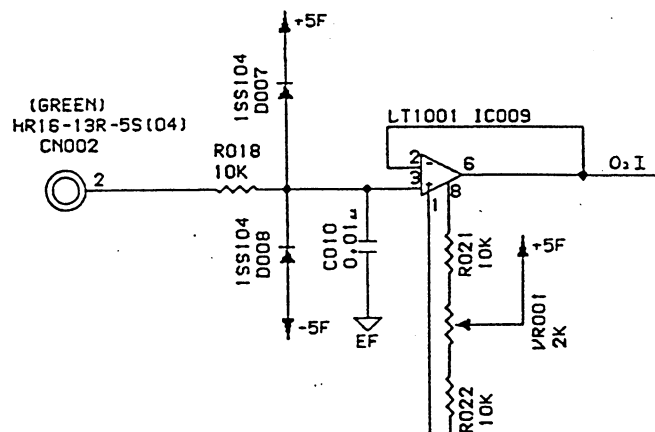 +5F
1SS104
D007
(GREEN)
HR16-13R-5S(04)
CN002
2
R018
10K
LT1001 IC009
2
-
6
3
+
1
8
O₂I
1SS104
D008
C010
0.01μ
R021
10K
+5F
-5F
EF
VR001
2K
R022
10K